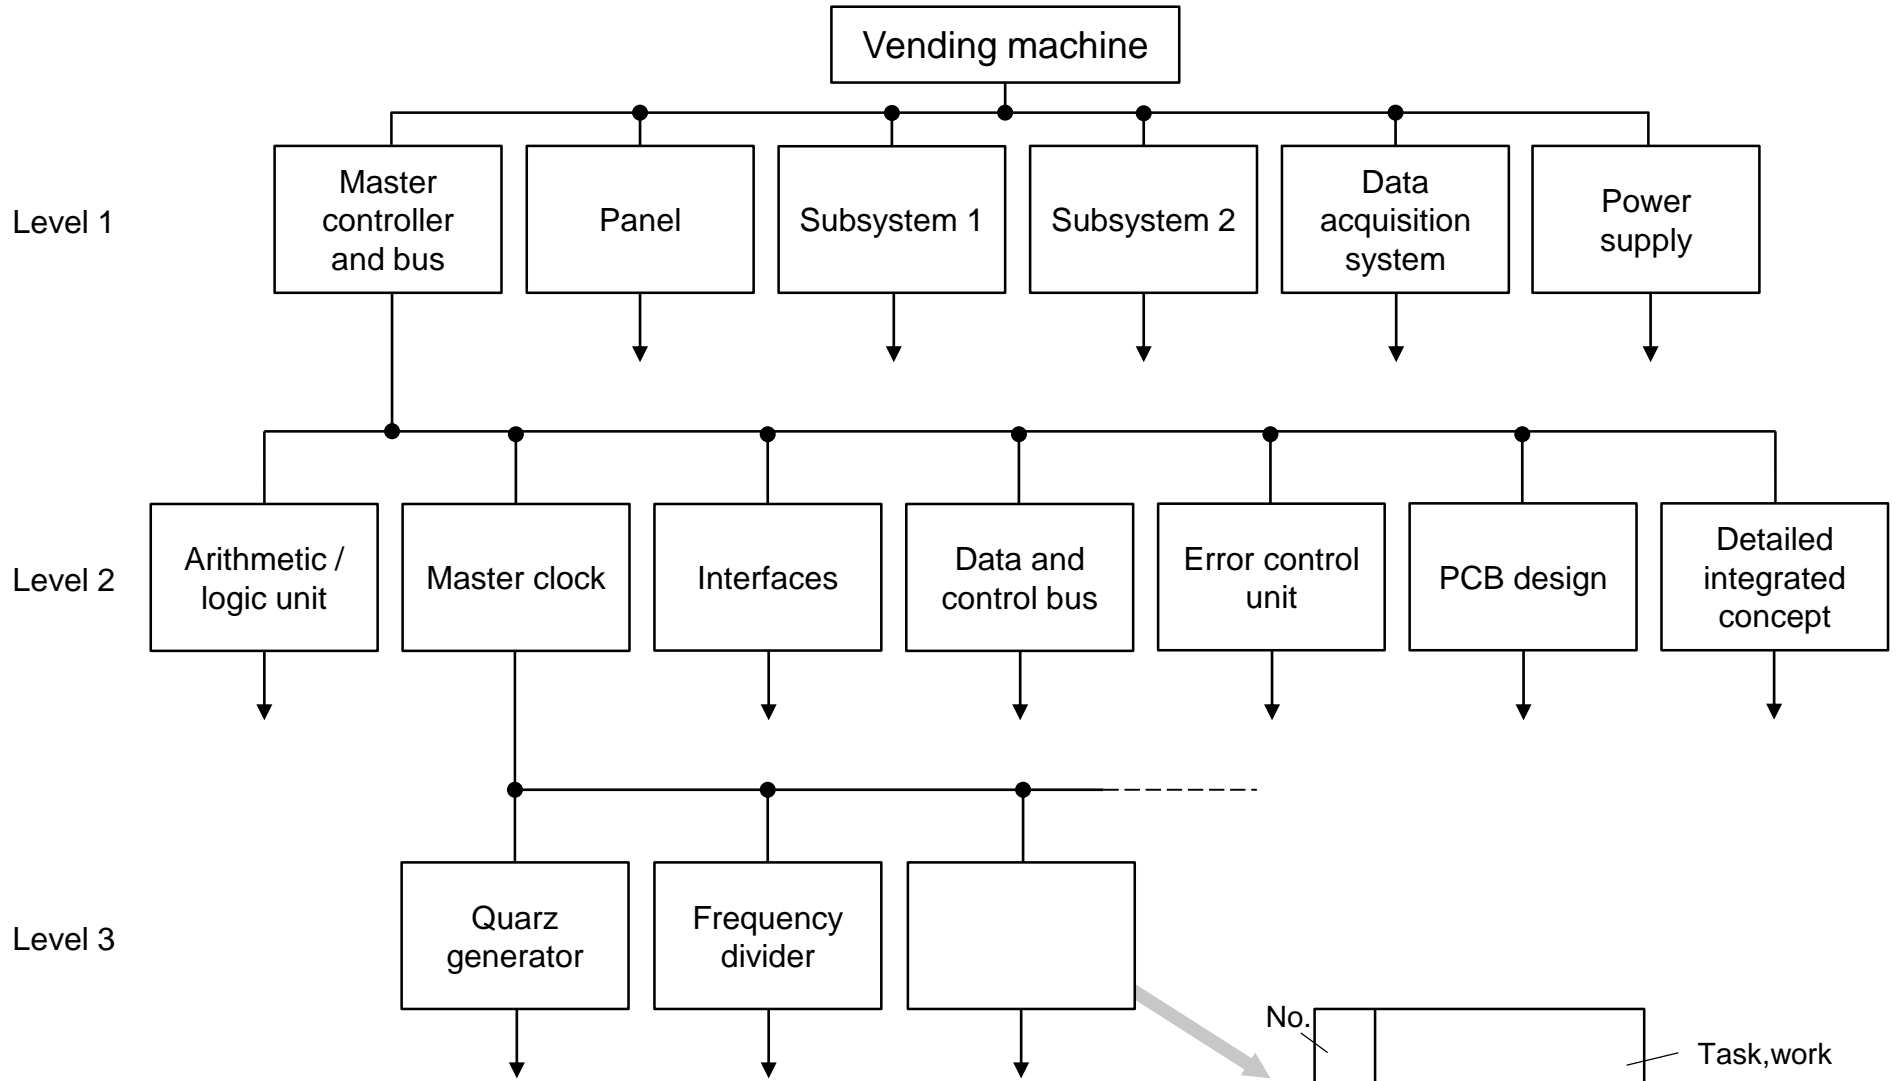 Vending machine
Level 1
Master
controller
and bus
Panel
Subsystem 1
Subsystem 2
Data
acquisition
system
Power
supply
Level 2
Arithmetic /
logic unit
Master clock
Interfaces
Data and
control bus
Error control
unit
PCB design
Detailed
integrated
concept
Level 3
Quarz
generator
Frequency
divider
No.
Task,work